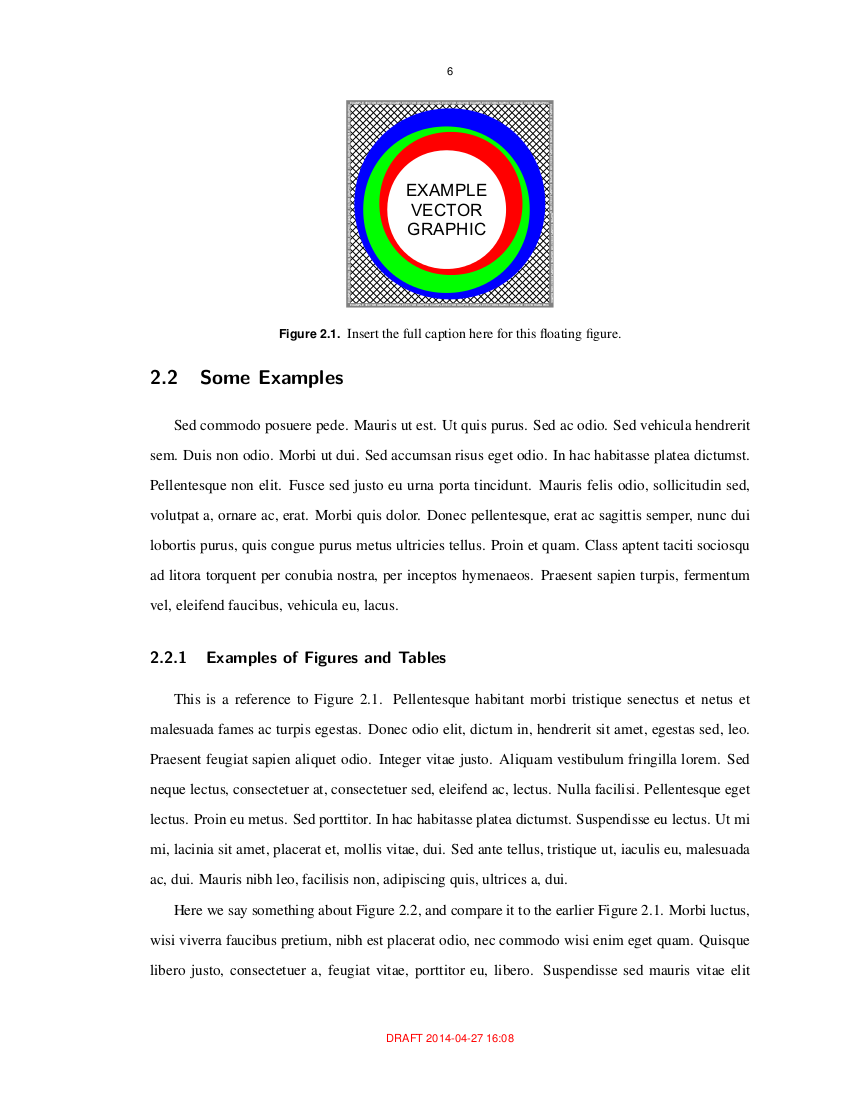 6
EXAMPLE
VECTOR
GRAPHIC
Figure 2.1. Insert the full caption here for this floating figure.
2.2 Some Examples
Sed commodo posuere pede. Mauris ut est. Ut quis purus. Sed ac odio. Sed vehicula hendrerit
sem. Duis non odio. Morbi ut dui. Sed accumsan risus eget odio. In hac habitasse platea dictumst.
Pellentesque non elit. Fusce sed justo eu urna porta tincidunt. Mauris felis odio, sollicitudin sed,
volutpat a, ornare ac, erat. Morbi quis dolor. Donec pellentesque, erat ac sagittis semper, nunc dui
lobortis purus, quis congue purus metus ultricies tellus. Proin et quam. Class aptent taciti sociosqu
ad litora torquent per conubia nostra, per inceptos hymenaeos. Praesent sapien turpis, fermentum
vel, eleifend faucibus, vehicula eu, lacus.
2.2.1 Examples of Figures and Tables
This is a reference to Figure 2.1. Pellentesque habitant morbi tristique senectus et netus et
malesuada fames ac turpis egestas. Donec odio elit, dictum in, hendrerit sit amet, egestas sed, leo.
Praesent feugiat sapien aliquet odio. Integer vitae justo. Aliquam vestibulum fringilla lorem. Sed
neque lectus, consectetuer at, consectetuer sed, eleifend ac, lectus. Nulla facilisi. Pellentesque eget
lectus. Proin eu metus. Sed porttitor. In hac habitasse platea dictumst. Suspendisse eu lectus. Ut mi
mi, lacinia sit amet, placerat et, mollis vitae, dui. Sed ante tellus, tristique ut, iaculis eu, malesuada
ac, dui. Mauris nibh leo, facilisis non, adipiscing quis, ultrices a, dui.
Here we say something about Figure 2.2, and compare it to the earlier Figure 2.1. Morbi luctus,
wisi viverra faucibus pretium, nibh est placerat odio, nec commodo wisi enim eget quam. Quisque
libero justo, consectetuer a, feugiat vitae, porttitor eu, libero. Suspendisse sed mauris vitae elit
DRAFT 2014-04-27 16:08